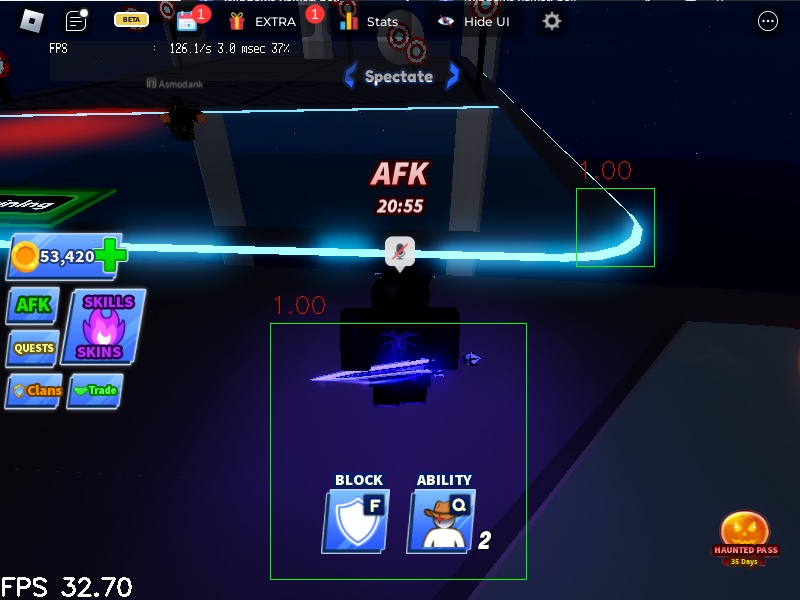 BETA
1
EXTRA
1
Stats
Hide UI
FPS : 126.1/s 3.0 msec 37%
Spectate
Asmodank
1.00
AFK
20:55
ining
53,420
AFK
SKILLS
SKINS
QUESTS
Clans
Trade
1.00
BLOCK
ABILITY
F
Q
2
HAUNTED PASS
35 Days
FPS 32.70